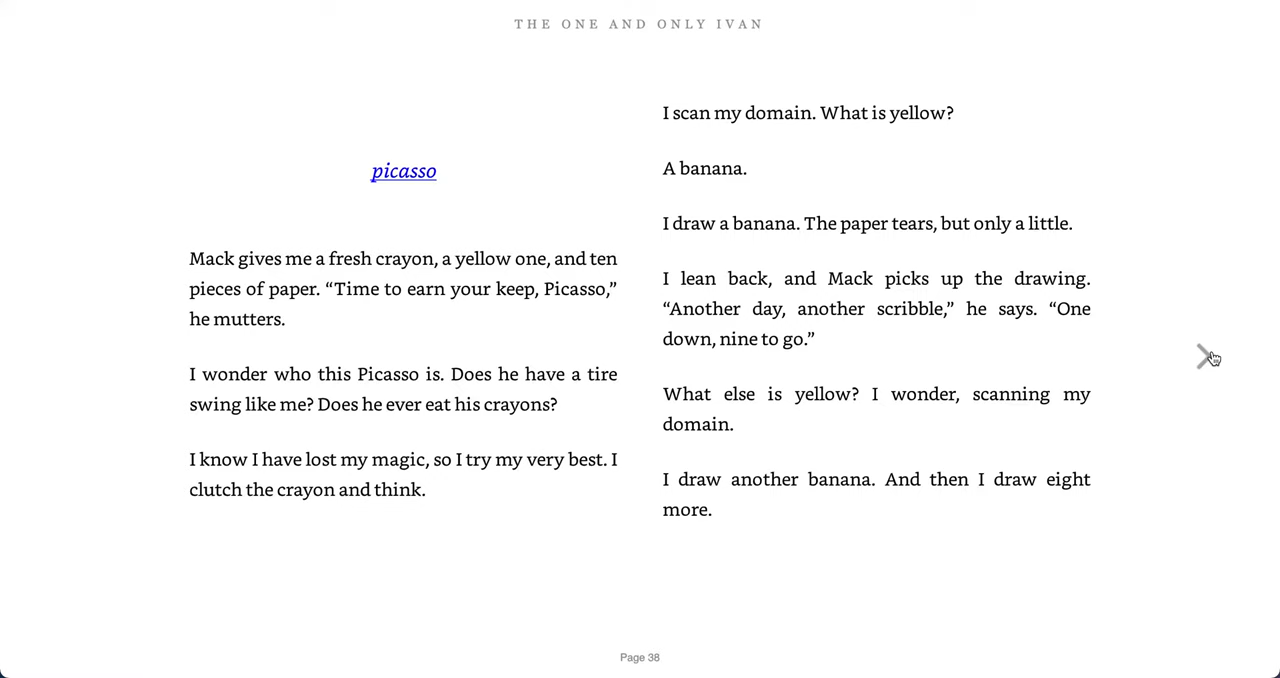 THE ONE AND ONLY IVAN
picasso
Mack gives me a fresh crayon, a yellow one, and ten
pieces of paper. “Time to earn your keep, Picasso,”
he mutters.
I wonder who this Picasso is. Does he have a tire
swing like me? Does he ever eat his crayons?
I know I have lost my magic, so I try my very best. I
clutch the crayon and think.
I scan my domain. What is yellow?
A banana.
I draw a banana. The paper tears, but only a little.
I lean back, and Mack picks up the drawing.
“Another day, another scribble,” he says. “One
down, nine to go.”
What else is yellow? I wonder, scanning my
domain.
I draw another banana. And then I draw eight
more.
Page 38